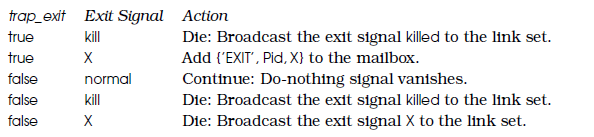 trap_exit Exit Signal Action
true kill Die: Broadcast the exit signal killed to the link set.
true X Add {'EXIT', Pid, X} to the mailbox.
false normal Continue: Do-nothing signal vanishes.
false kill Die: Broadcast the exit signal killed to the link set.
false X Die: Broadcast the exit signal X to the link set.